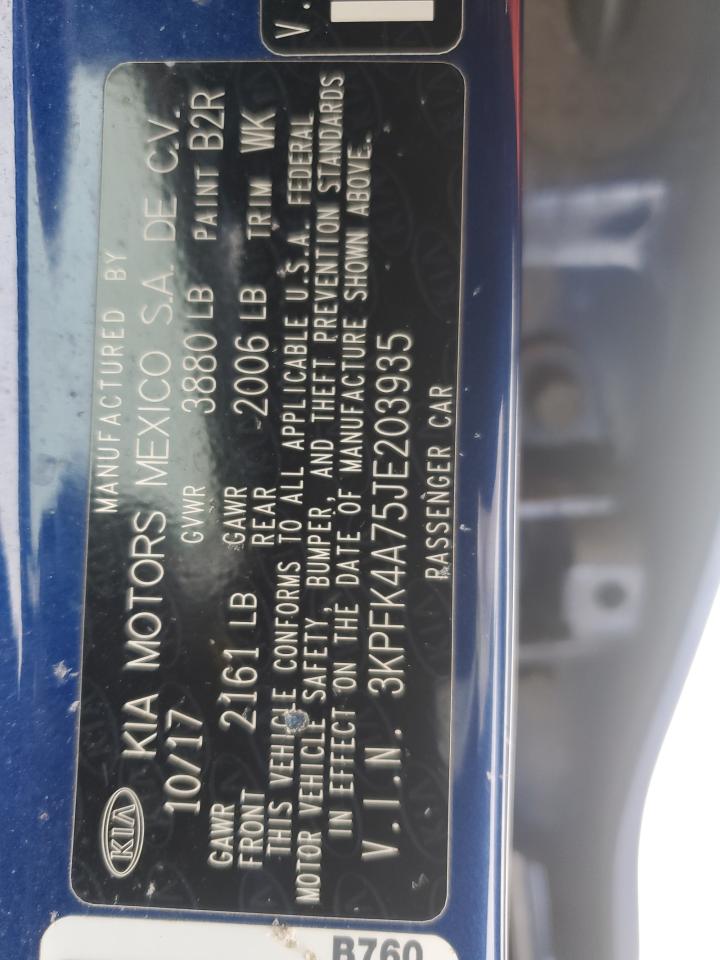 V.
KIA
MANUFACTURED BY
KIA MOTORS MEXICO S.A. DE C.V.
10/17 GVWR 3880 LB PAINT B2R
GAWR FRONT 2161 LB GAWR REAR 2006 LB TRIM WK
THIS VEHICLE CONFORMS TO ALL APPLICABLE U.S.A. FEDERAL
MOTOR VEHICLE SAFETY, BUMPER, AND THEFT PREVENTION STANDARDS
IN EFFECT ON THE DATE OF MANUFACTURE SHOWN ABOVE.
V.I.N. 3KPFK4A75JE203935
PASSENGER CAR
B760